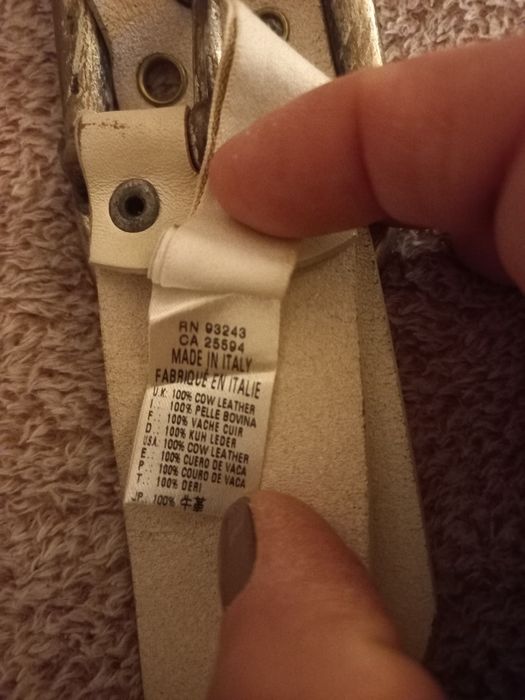 RN 93243
CA 25594
MADE IN ITALY
FABRIQUÉ EN ITALIE
U.K. 100% COW LEATHER
I.: 100% PELLE BOVINA
F.: 100% VACHE CUIR
D.: 100% KUH LEDER
USA: 100% COW LEATHER
E.: 100% CUERO DE VACA
P.: 100% COURO DE VACA
T.: 100% DERI
JP: 100% 牛革